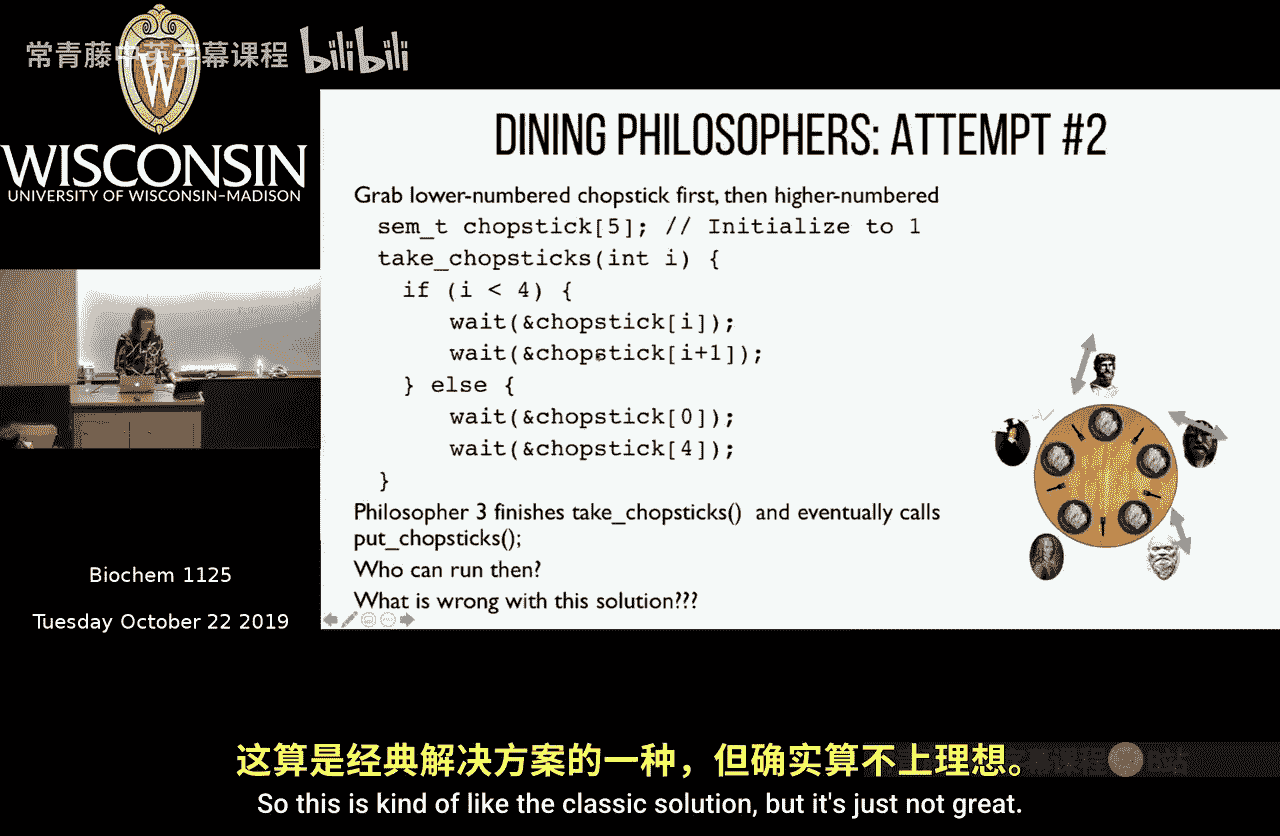 常青藤中英字幕课程 bilibili
WISCONSIN
UNIVERSITY OF WISCONSIN–MADISON
DINING PHILOSOPHERS: ATTEMPT #2
Grab lower-numbered chopstick first, then higher-numbered
sem_t chopstick[5]; // Initialize to 1
take_chopsticks(int i) {
if (i < 4) {
wait(&chopstick[i]);
wait(&chopstick[i+1]);
} else {
wait(&chopstick[0]);
wait(&chopstick[4]);
}
Philosopher 3 finishes take_chopsticks() and eventually calls
put_chopsticks();
Who can run then?
What is wrong with this solution???
Biochem 1125
Tuesday October 22 2019
这算是经典解决方案的一种，但确实算不上理想。
So this is kind of like the classic solution, but it's just not great.